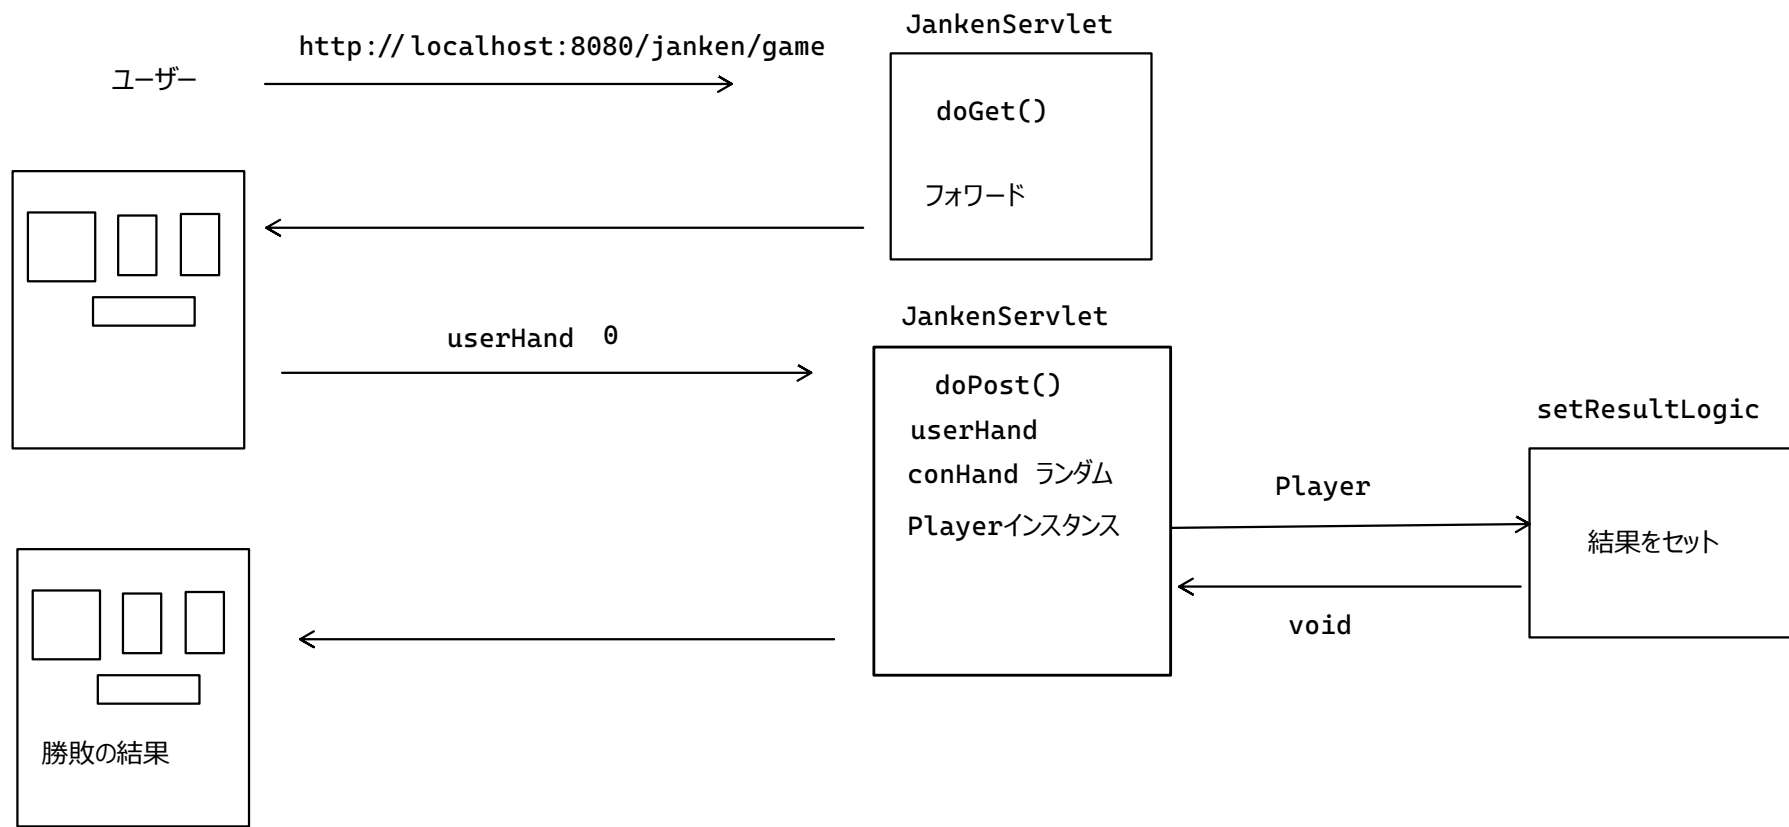 JankenServlet
http://localhost:8080/janken/game
ユーザー
doGet()
フォワード
JankenServlet
userHand 0
doPost()
userHand
conHand ランダム
Playerインスタンス
setResultLogic
Player
結果をセット
void
勝敗の結果